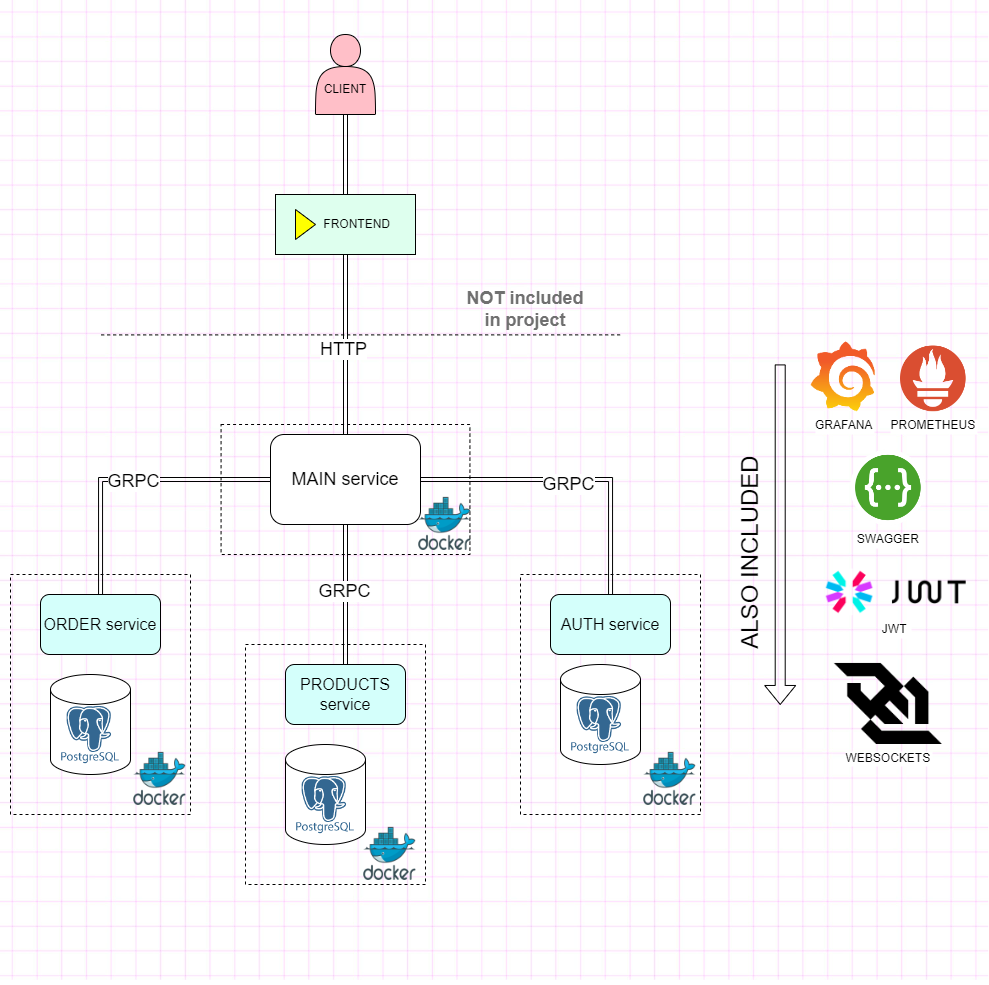 CLIENT
FRONTEND
NOT included
in project
HTTP
GRAFANA
PROMETHEUS
MAIN service
GRPC
GRPC
docker
SWAGGER
ALSO INCLUDED
GRPC
JWT
JWT
ORDER service
AUTH service
PRODUCTS
service
PostgreSQL
docker
PostgreSQL
docker
WEBSOCKETS
PostgreSQL
docker